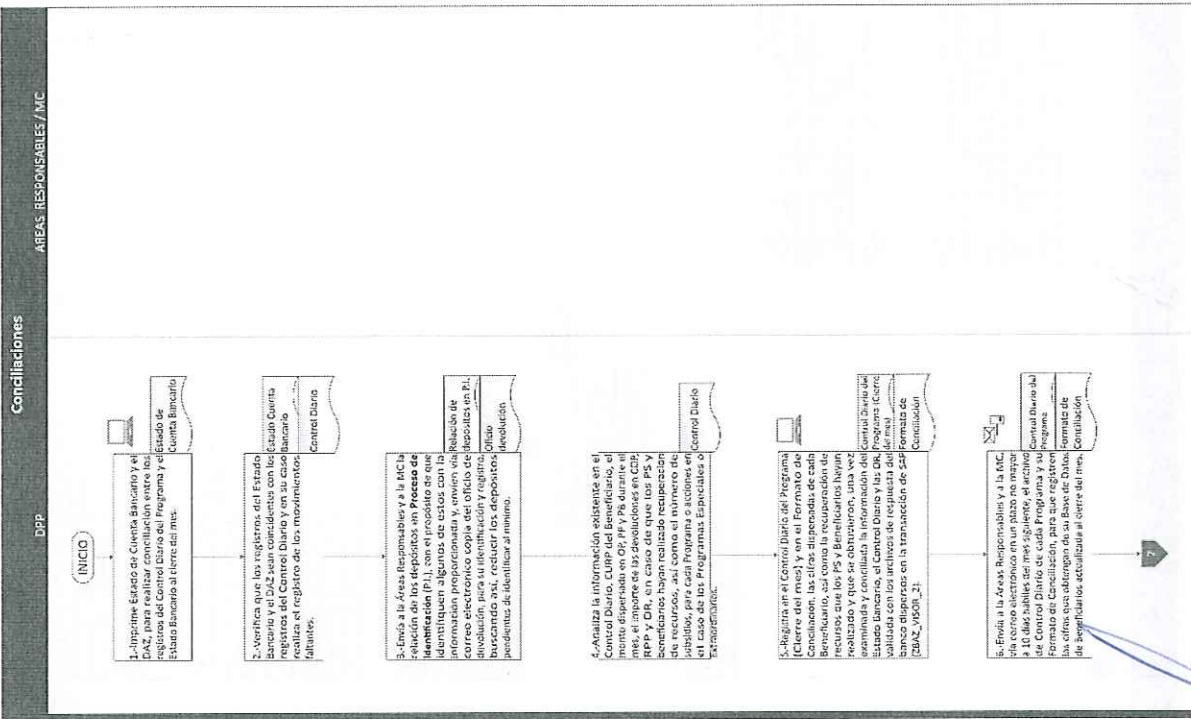 Conciliaciones
DPP
AREAS RESPONSABLES / MC
INICIO
1.-Imprime Estado de Cuenta Bancario y el
DAZ, para realizar conciliación entre los
registros del Control Diario del Programa y el
Estado Bancario al cierre del mes.
Estado de
Cuenta Bancario
2.-Verifica que los registros del Estado
Bancario y el DAZ sean coincidentes con los
registros del Control Diario y en su caso
realiza el registro de los movimientos
faltantes.
Estado Cuenta
Bancario
Control Diario
3.-Envía a la Áreas Responsables y a la MC la
relación de los depósitos en Proceso de
Identificación (P.I.), con el propósito de que
identifiquen algunos de estos con la
información proporcionada y, envíen vía
correo electrónico copia del oficio de
devolución, para su identificación y registro,
buscando así, reducir los depósitos
pendientes de identificar al mínimo.
Relación de
depósitos en P.I.
Oficio
devolución
4.-Analiza la información existente en el
Control Diario, CURP del Beneficiario, el
monto dispersado en OP, PP y PB durante el
mes, el importe de las devoluciones en COP,
RPP y DR, en caso de que los PS y
beneficiarios hayan realizado recuperación
de recursos, así como el número de
subsidios, para cada Programa o acciones en
el caso de los Programas Especiales o
Extraordinarios.
Control Diario
5.-Registra en el Control Diario del Programa
(Cierre del mes) y en el Formato de
Conciliación, las cifras dispersadas de cada
Beneficiario, así como la recuperación de
recursos que los PS y Beneficiarios hayan
realizado y que se obtuvieron, una vez
examinada y conciliada la información del
Estado Bancario, el Control Diario y las DR,
validada con los archivos de respuesta del
banco dispersos en la transacción de SAP
(ZBAZ_VISOR_2).
Control Diario del
Programa (Cierre
del mes)
Formato de
Conciliación
6.-Envía a la Áreas Responsables y a la MC,
vía correo electrónico en un plazo no mayor
a 10 días hábiles del mes siguiente, el archivo
de Control Diario de cada Programa y su
Formato de Conciliación, para que registren
las cifras que obtengan de su Base de Datos
de Beneficiarios actualizada al cierre del mes.
Control Diario del
Programa
Formato de
Conciliación
2